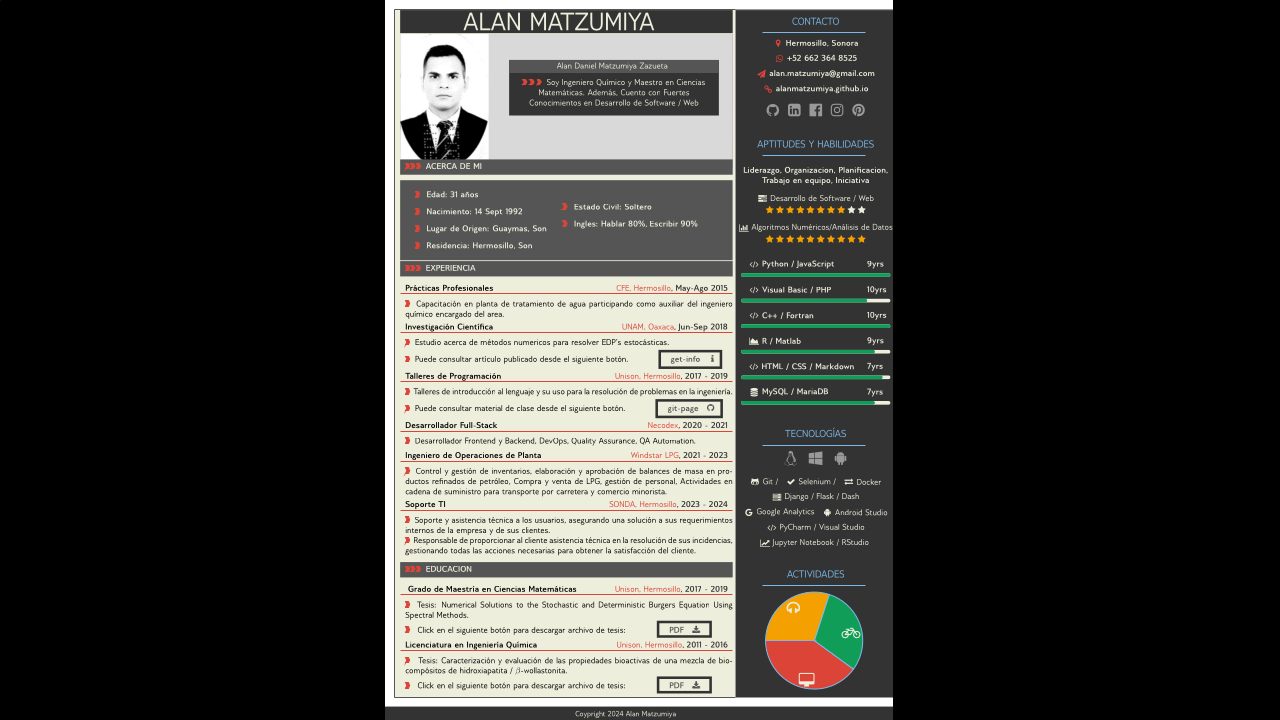 ALAN MATZUMIYA
Alan Daniel Matzumiya Zazueta
Soy Ingeniero Químico y Maestro en Ciencias
Matemáticas. Además, Cuento con Fuertes
Conocimientos en Desarrollo de Software / Web
ACERCA DE MI
Edad: 31 años
Nacimiento: 14 Sept 1992
Lugar de Origen: Guaymas, Son
Residencia: Hermosillo, Son
Estado Civil: Soltero
Ingles: Hablar 80%, Escribir 90%
EXPERIENCIA
Prácticas Profesionales CFE, Hermosillo, May-Ago 2015
Capacitación en planta de tratamiento de agua participando como auxiliar del ingeniero
químico encargado del area.
Investigación Científica UNAM, Oaxaca, Jun-Sep 2018
Estudio acerca de métodos numericos para resolver EDP's estocásticas.
Puede consultar artículo publicado desde el siguiente botón. get-info
Talleres de Programación Unison, Hermosillo, 2017 - 2019
Talleres de introducción al lenguaje y su uso para la resolución de problemas en la ingeniería.
Puede consultar material de clase desde el siguiente botón. git-page
Desarrollador Full-Stack Necodex, 2020 - 2021
Desarrollador Frontend y Backend, DevOps, Quality Assurance, QA Automation.
Ingeniero de Operaciones de Planta Windstar LPG, 2021 - 2023
Control y gestión de inventarios, elaboración y aprobación de balances de masa en pro-
ductos refinados de petróleo, Compra y venta de LPG, gestión de personal, Actividades en
cadena de suministro para transporte por carretera y comercio minorista.
Soporte TI SONDA, Hermosillo, 2023 - 2024
Soporte y asistencia técnica a los usuarios, asegurando una solución a sus requerimientos
internos de la empresa y de sus clientes.
Responsable de proporcionar al cliente asistencia técnica en la resolución de sus incidencias,
gestionando todas las acciones necesarias para obtener la satisfacción del cliente.
EDUCACION
Grado de Maestría en Ciencias Matemáticas Unison, Hermosillo, 2017 - 2019
Tesis: Numerical Solutions to the Stochastic and Deterministic Burgers Equation Using
Spectral Methods.
Click en el siguiente botón para descargar archivo de tesis: PDF
Licenciatura en Ingeniería Química Unison, Hermosillo, 2011 - 2016
Tesis: Caracterización y evaluación de las propiedades bioactivas de una mezcla de bio-
compósitos de hidroxiapatita / β-wollastonita.
Click en el siguiente botón para descargar archivo de tesis: PDF
CONTACTO
Hermosillo, Sonora
+52 662 364 8525
alan.matzumiya@gmail.com
alanmatzumiya.github.io
APTITUDES Y HABILIDADES
Liderazgo, Organizacion, Planificacion,
Trabajo en equipo, Iniciativa
Desarrollo de Software / Web
Algoritmos Numéricos/Análisis de Datos
Python / JavaScript 9yrs
Visual Basic / PHP 10yrs
C++ / Fortran 10yrs
R / Matlab 9yrs
HTML / CSS / Markdown 7yrs
MySQL / MariaDB 7yrs
TECNOLOGÍAS
Git / Selenium / Docker
Django / Flask / Dash
Google Analytics Android Studio
PyCharm / Visual Studio
Jupyter Notebook / RStudio
ACTIVIDADES
Coypright 2024 Alan Matzumiya